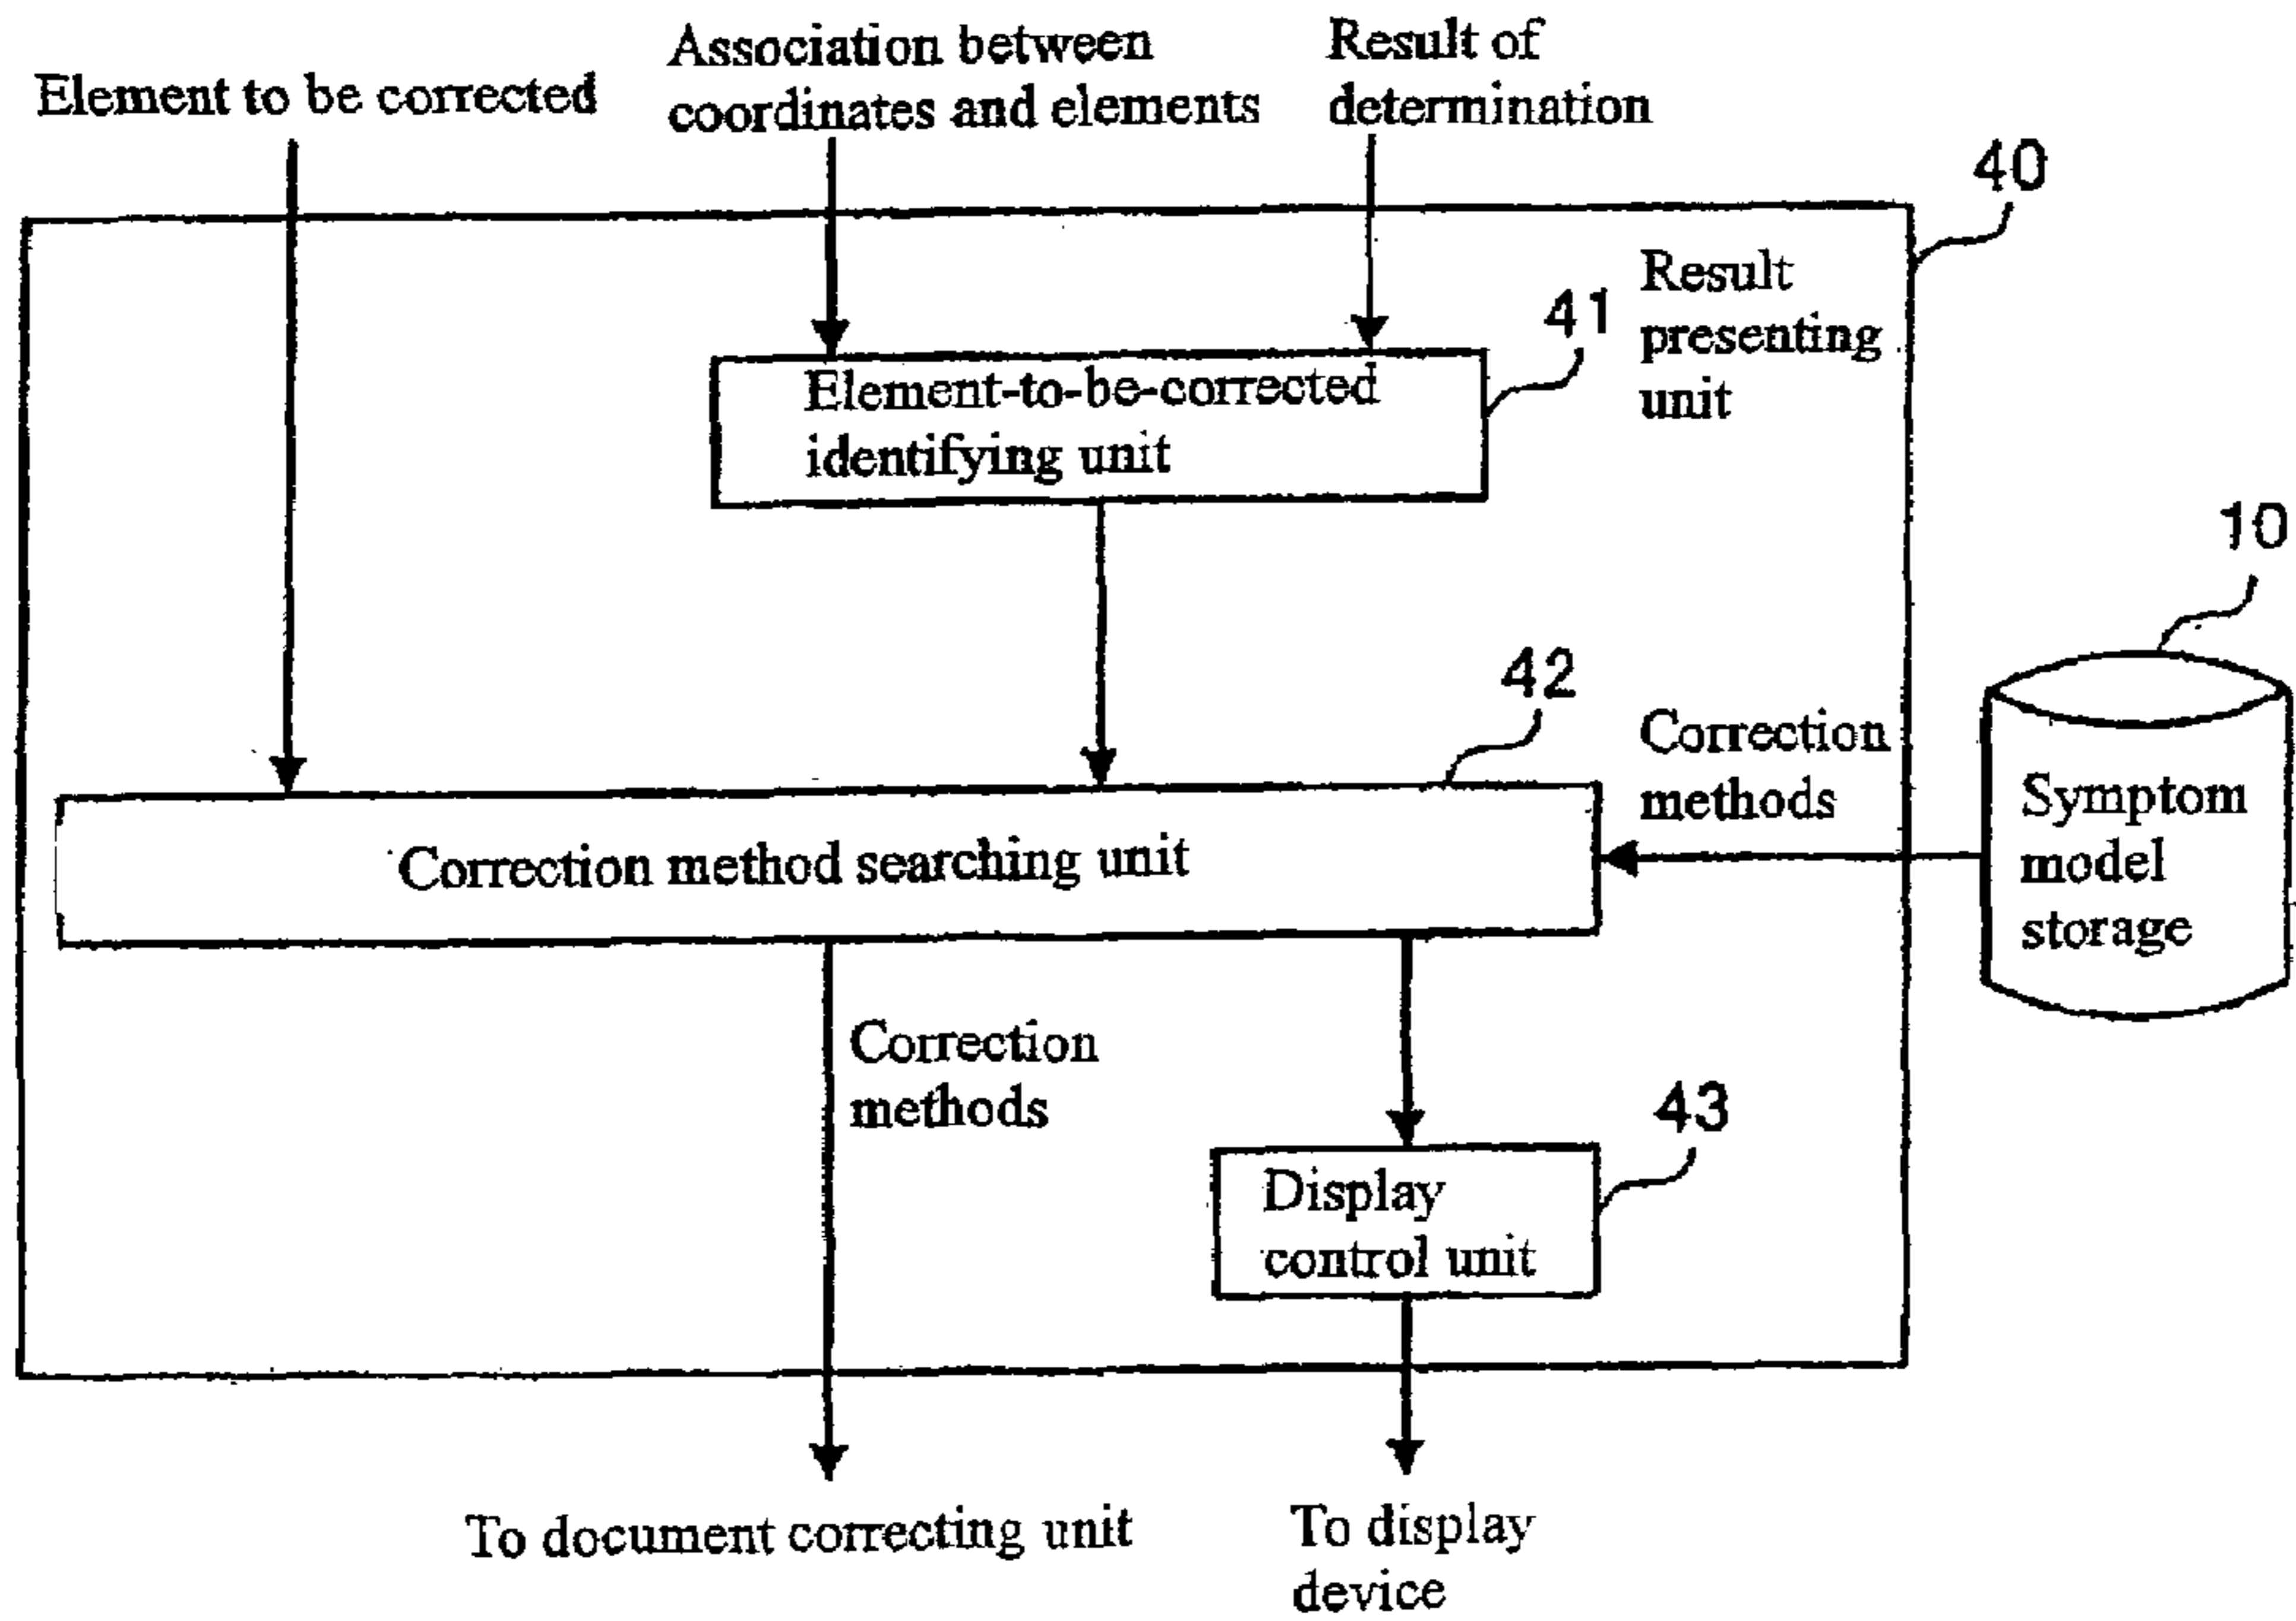 Element to be corrected
Association between
coordinates and elements
Result of
determination
40
Result
presenting
unit
41
Element-to-be-corrected
identifying unit
10
42
Correction
methods
Symptom
model
storage
Correction method searching unit
Correction
methods
43
Display
control unit
To document correcting unit
To display
device